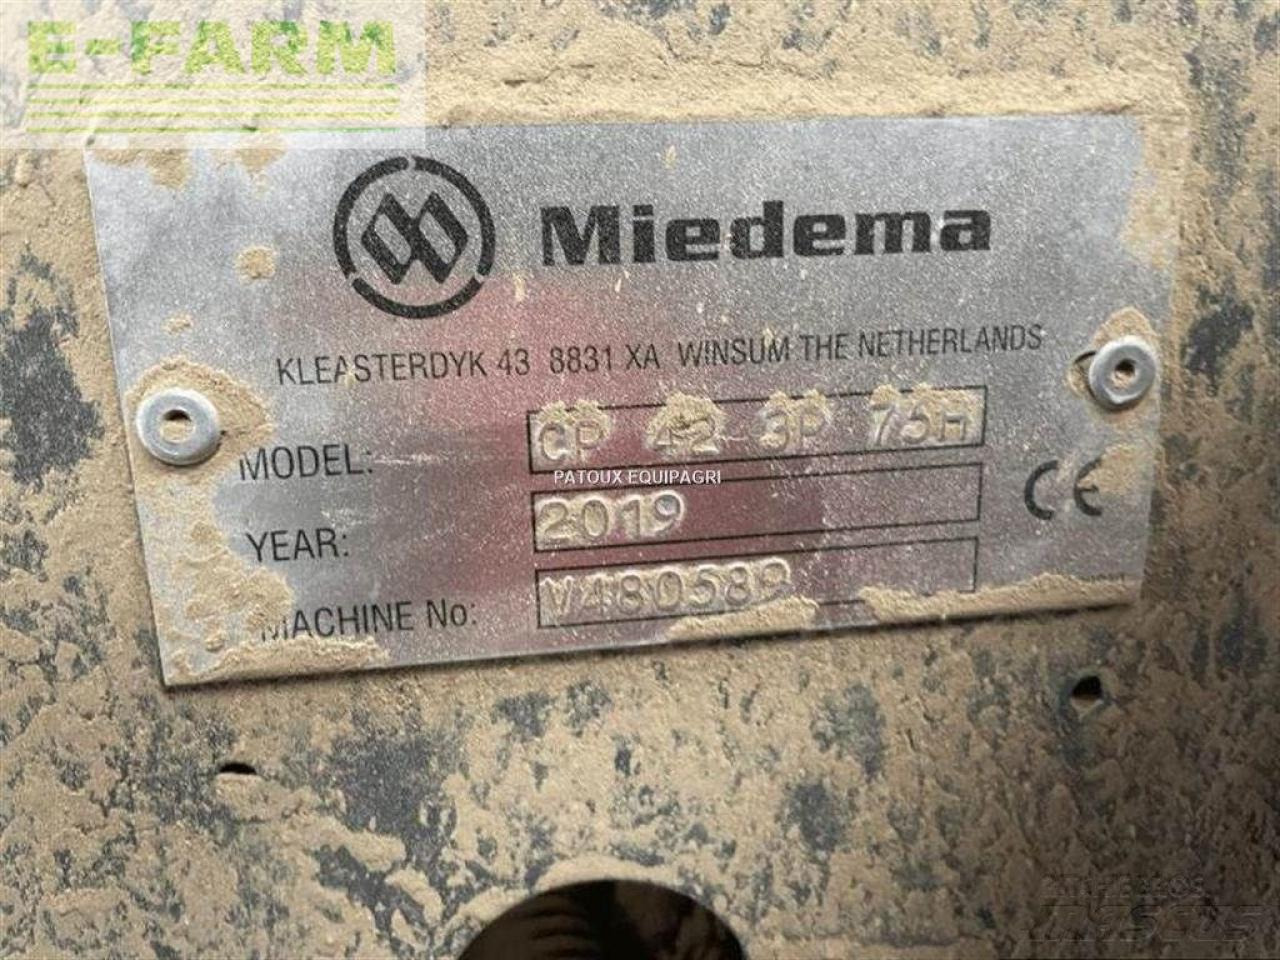 E-FARM
Miedema
KLEASTERDYK 43 8831 XA WINSUM THE NETHERLANDS
MODEL: CP 42 3P 75H
PATOUX EQUIPAGRI
YEAR: 2019
CE
MACHINE No: V480589
MASCUS